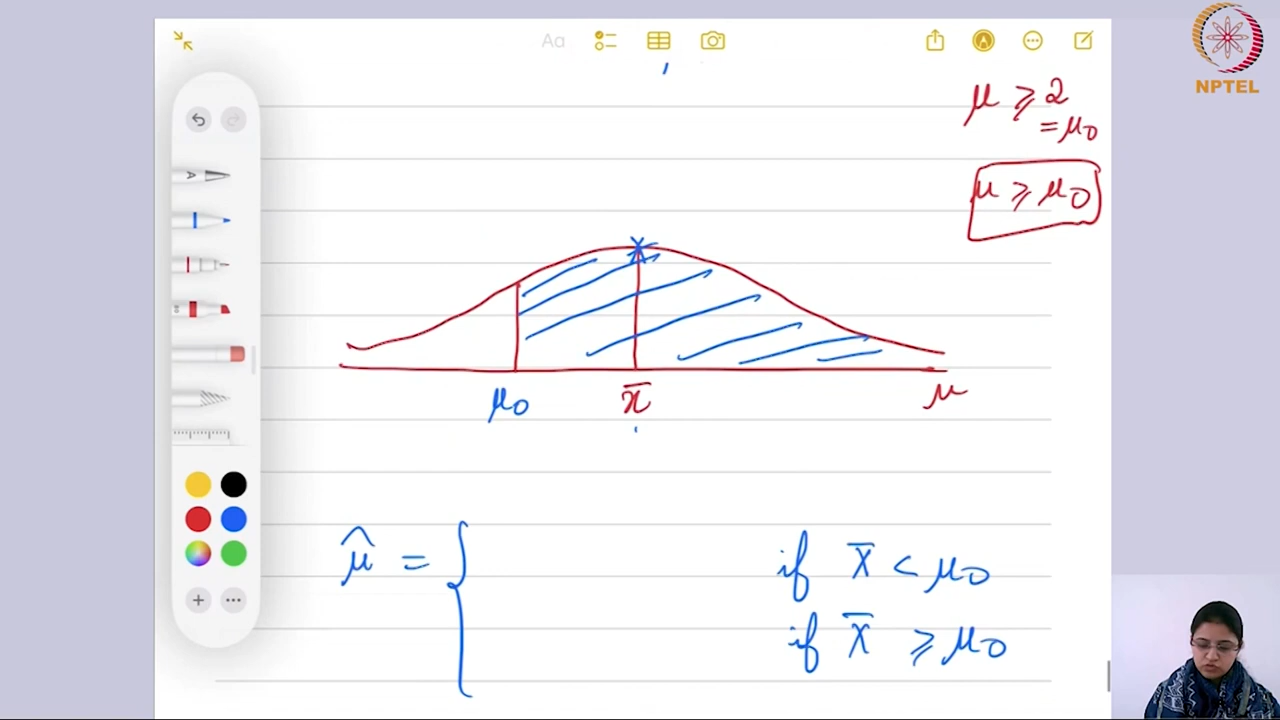 Aa
NPTEL
μ ⩾ 2
= μ₀
μ ⩾ μ₀
μ₀ x̄ μ
μ̂ = {
if X̄ < μ₀
if X̄ ⩾ μ₀